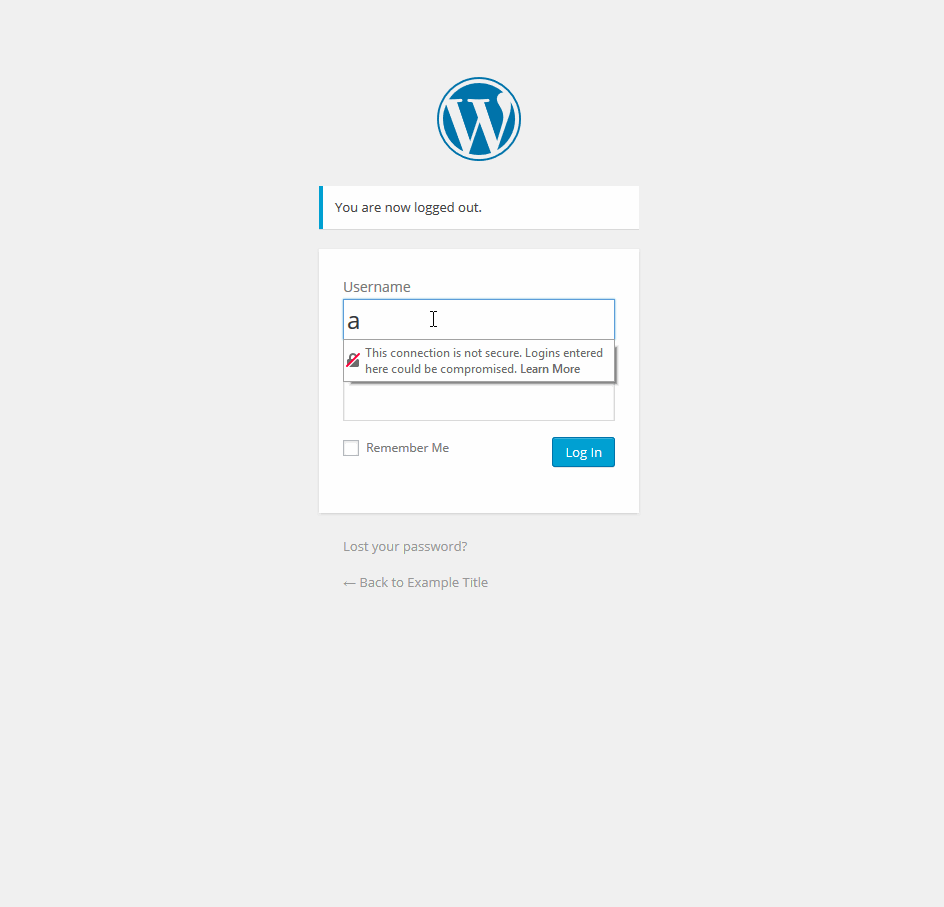 You are now logged out.
Username
a
This connection is not secure. Logins entered
here could be compromised. Learn More
Remember Me
Log In
Lost your password?
← Back to Example Title